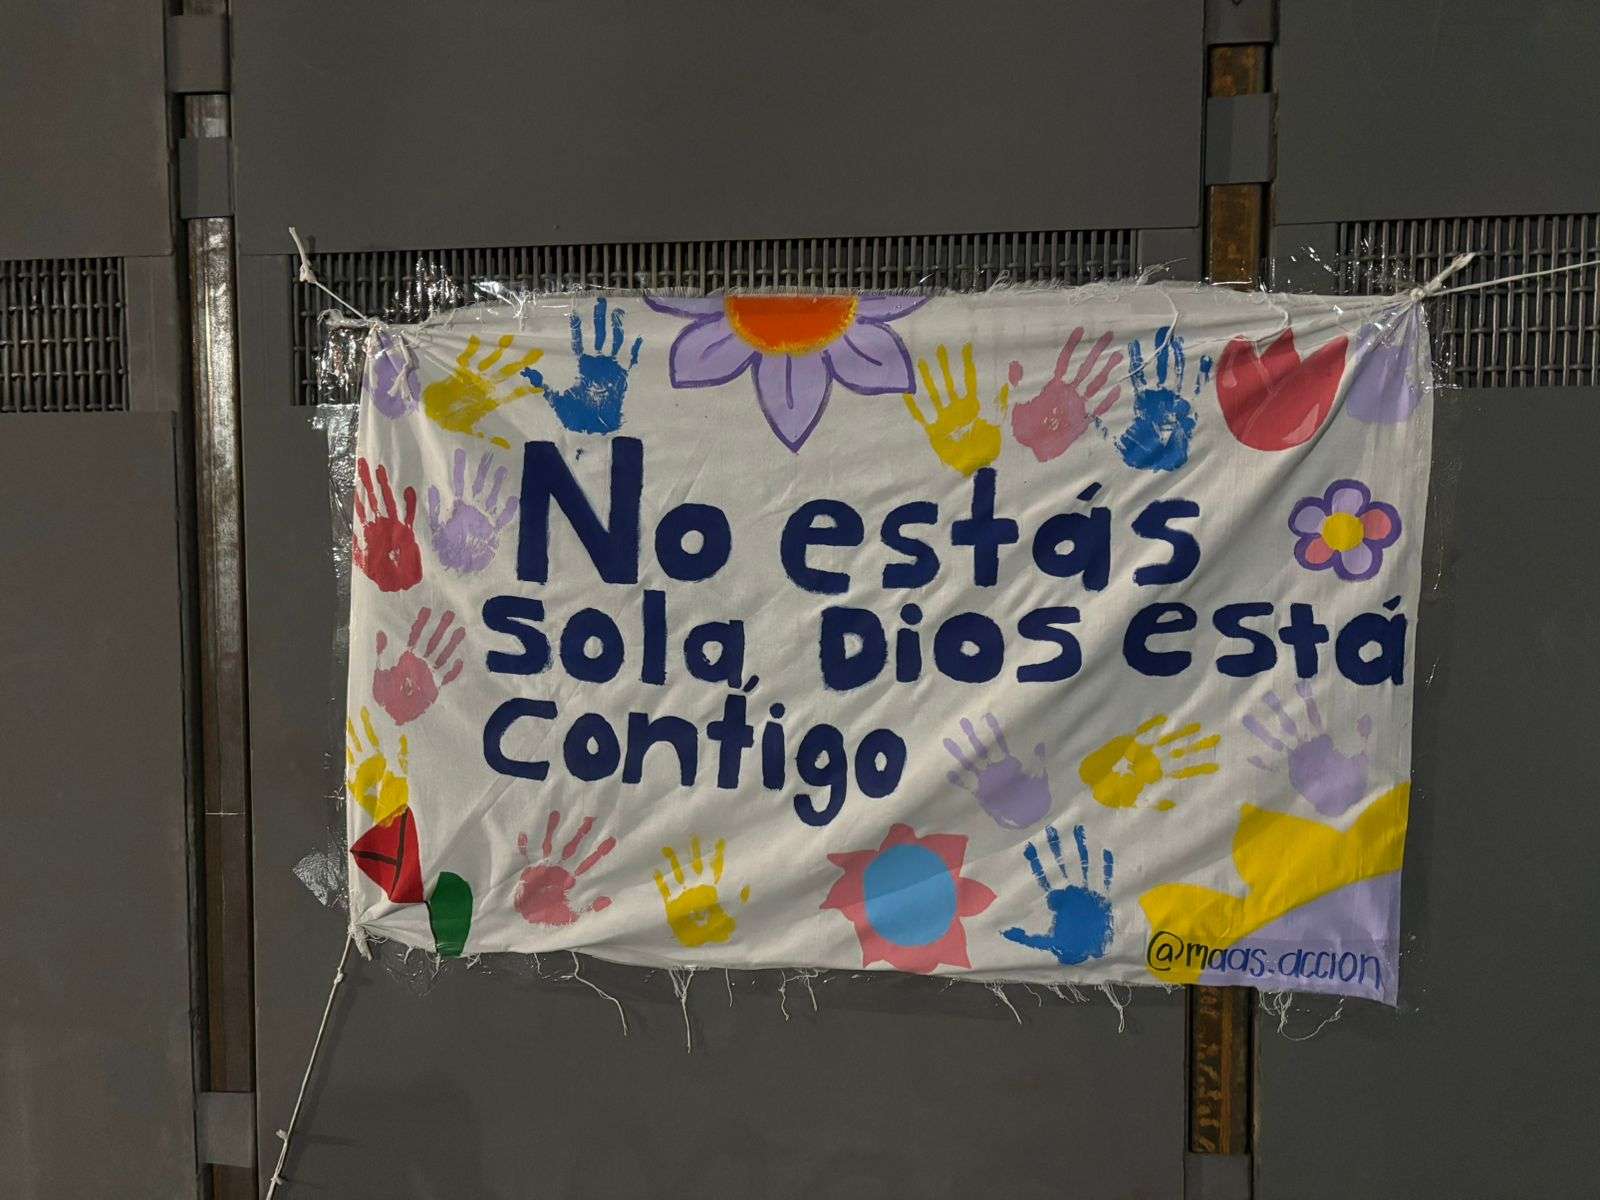 No estás
sola, Dios está
contigo
@maas.accion